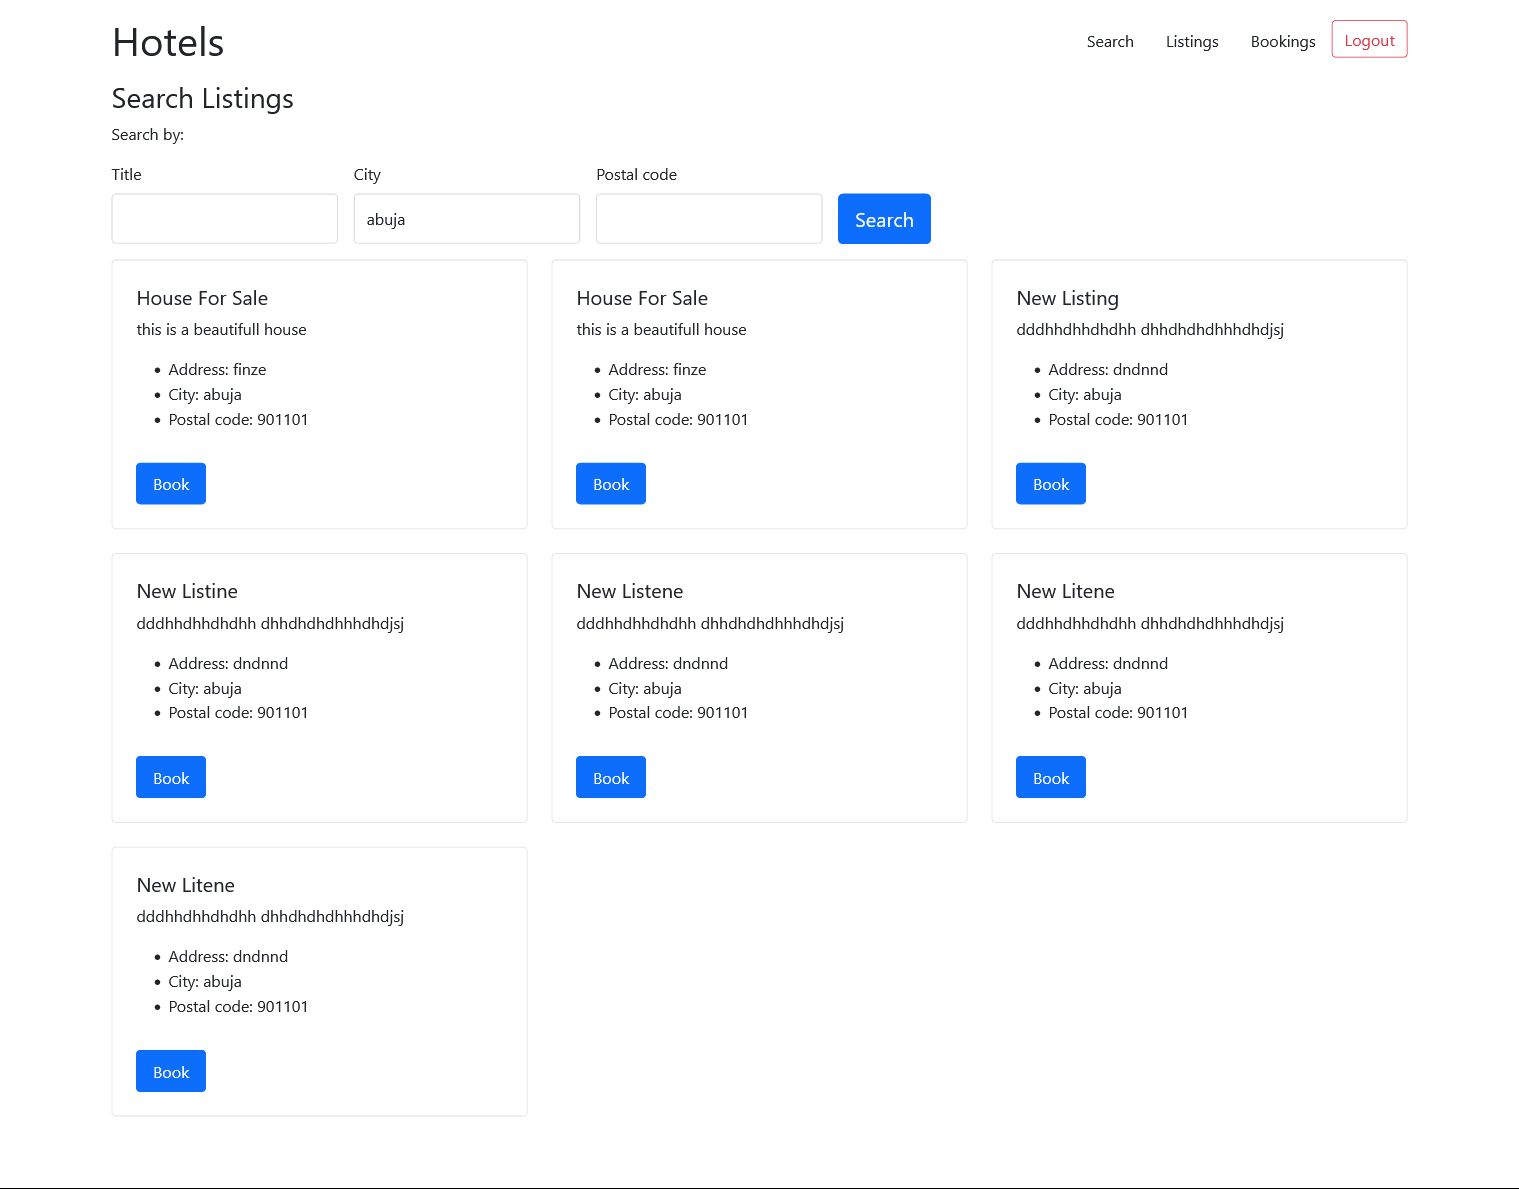 Hotels
Search
Listings
Bookings
Logout
Search Listings
Search by:
Title
City
Postal code
abuja
Search
House For Sale
this is a beautifull house
• Address: finze
• City: abuja
• Postal code: 901101
Book
House For Sale
this is a beautifull house
• Address: finze
• City: abuja
• Postal code: 901101
Book
New Listing
dddhhdhhdhdhh dhhdhdhdhhhdhdjsj
• Address: dndnnd
• City: abuja
• Postal code: 901101
Book
New Listine
dddhhdhhdhdhh dhhdhdhdhhhdhdjsj
• Address: dndnnd
• City: abuja
• Postal code: 901101
Book
New Listene
dddhhdhhdhdhh dhhdhdhdhhhdhdjsj
• Address: dndnnd
• City: abuja
• Postal code: 901101
Book
New Litene
dddhhdhhdhdhh dhhdhdhdhhhdhdjsj
• Address: dndnnd
• City: abuja
• Postal code: 901101
Book
New Litene
dddhhdhhdhdhh dhhdhdhdhhhdhdjsj
• Address: dndnnd
• City: abuja
• Postal code: 901101
Book